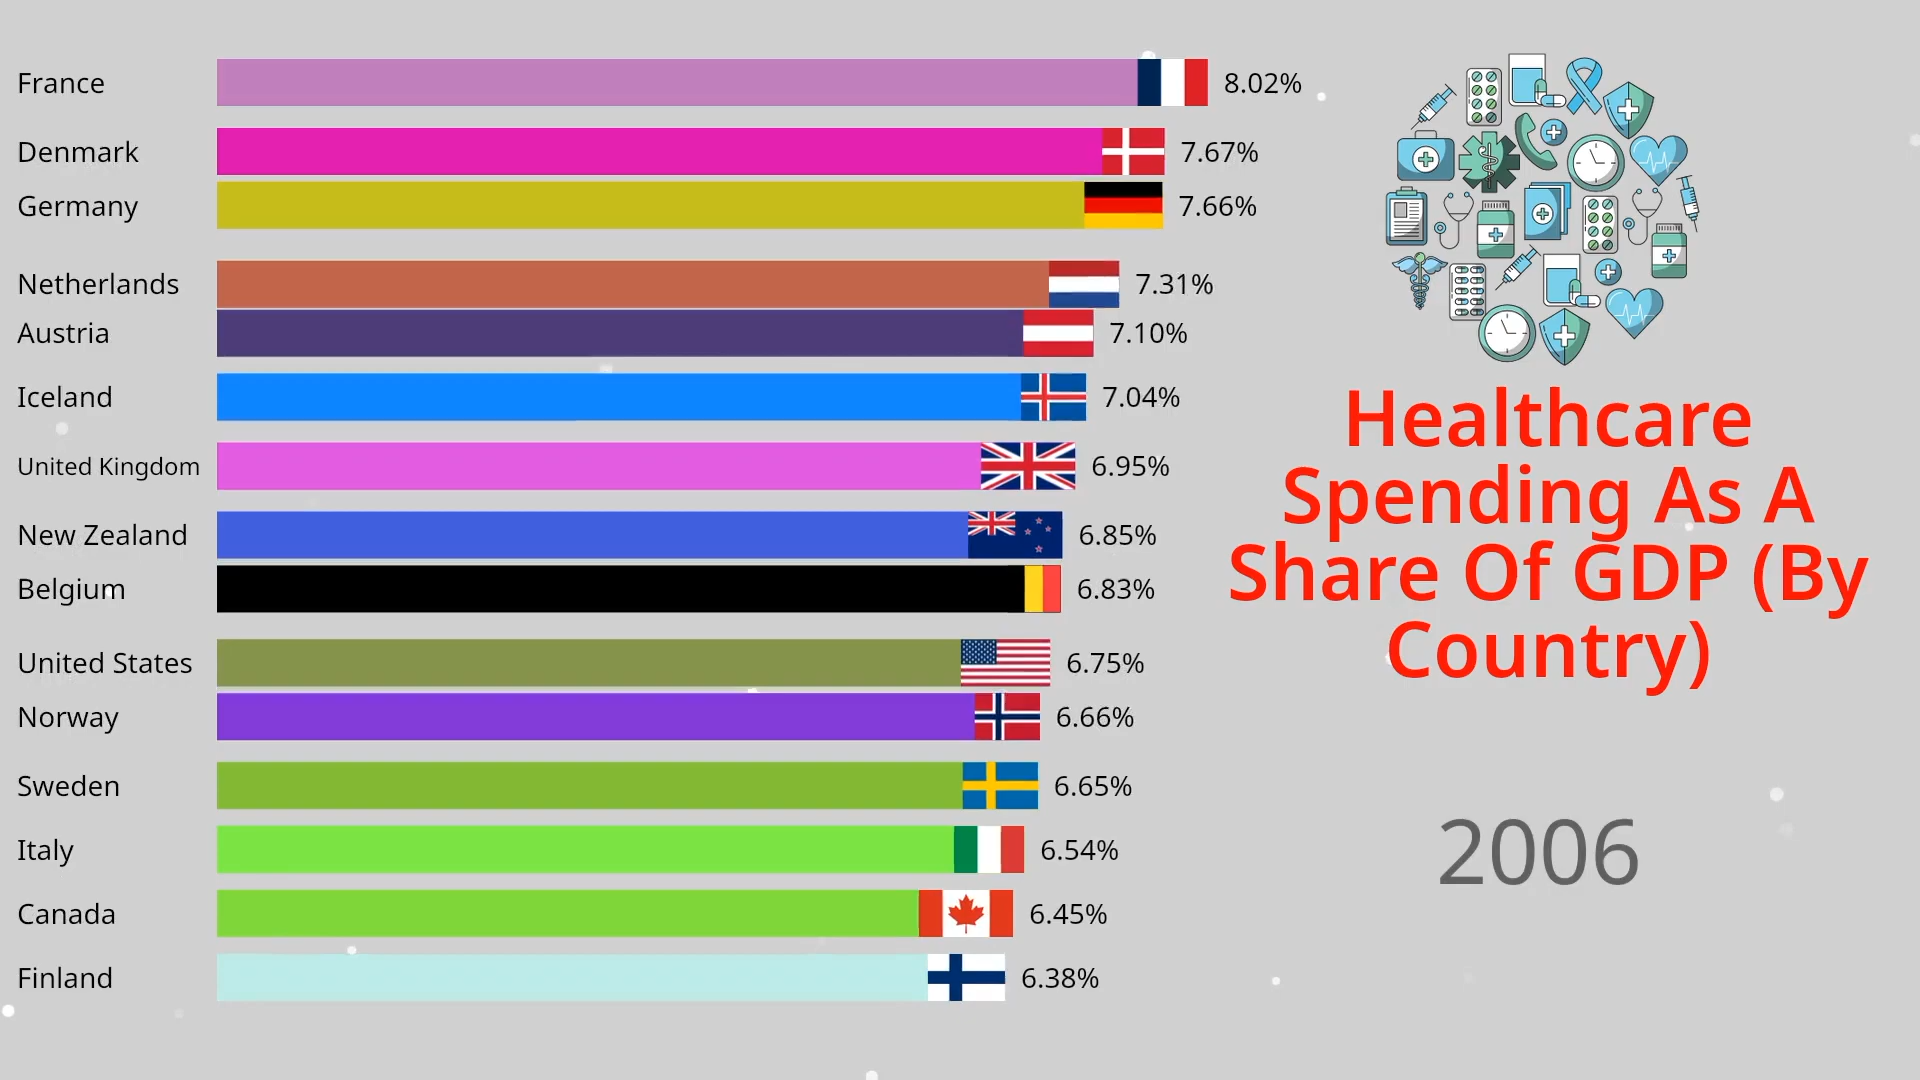 France 8.02%
Denmark 7.67%
Germany 7.66%
Netherlands 7.31%
Austria 7.10%
Iceland 7.04%
United Kingdom 6.95%
New Zealand 6.85%
Belgium 6.83%
United States 6.75%
Norway 6.66%
Sweden 6.65%
Italy 6.54%
Canada 6.45%
Finland 6.38%
Healthcare
Spending As A
Share Of GDP (By
Country)
2006